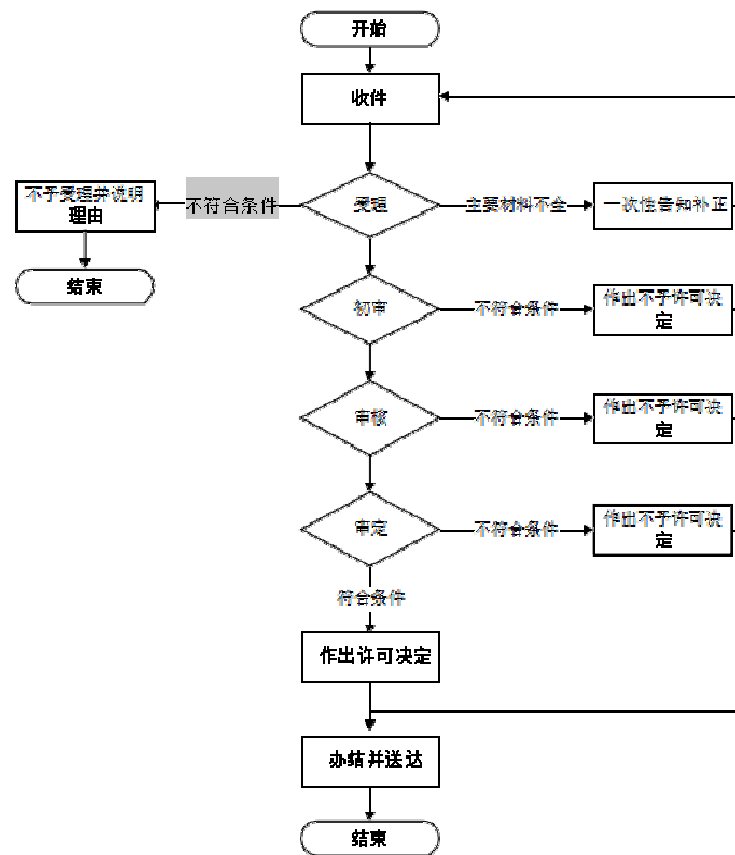 开始
收件
不予受理并说明
理由
不符合条件
受理
主要材料不全
一次性告知补正
结束
初审
不符合条件
作出不予许可决
定
审核
不符合条件
作出不予许可决
定
审定
不符合条件
作出不予许可决
定
符合条件
作出许可决定
办结并送达
结束